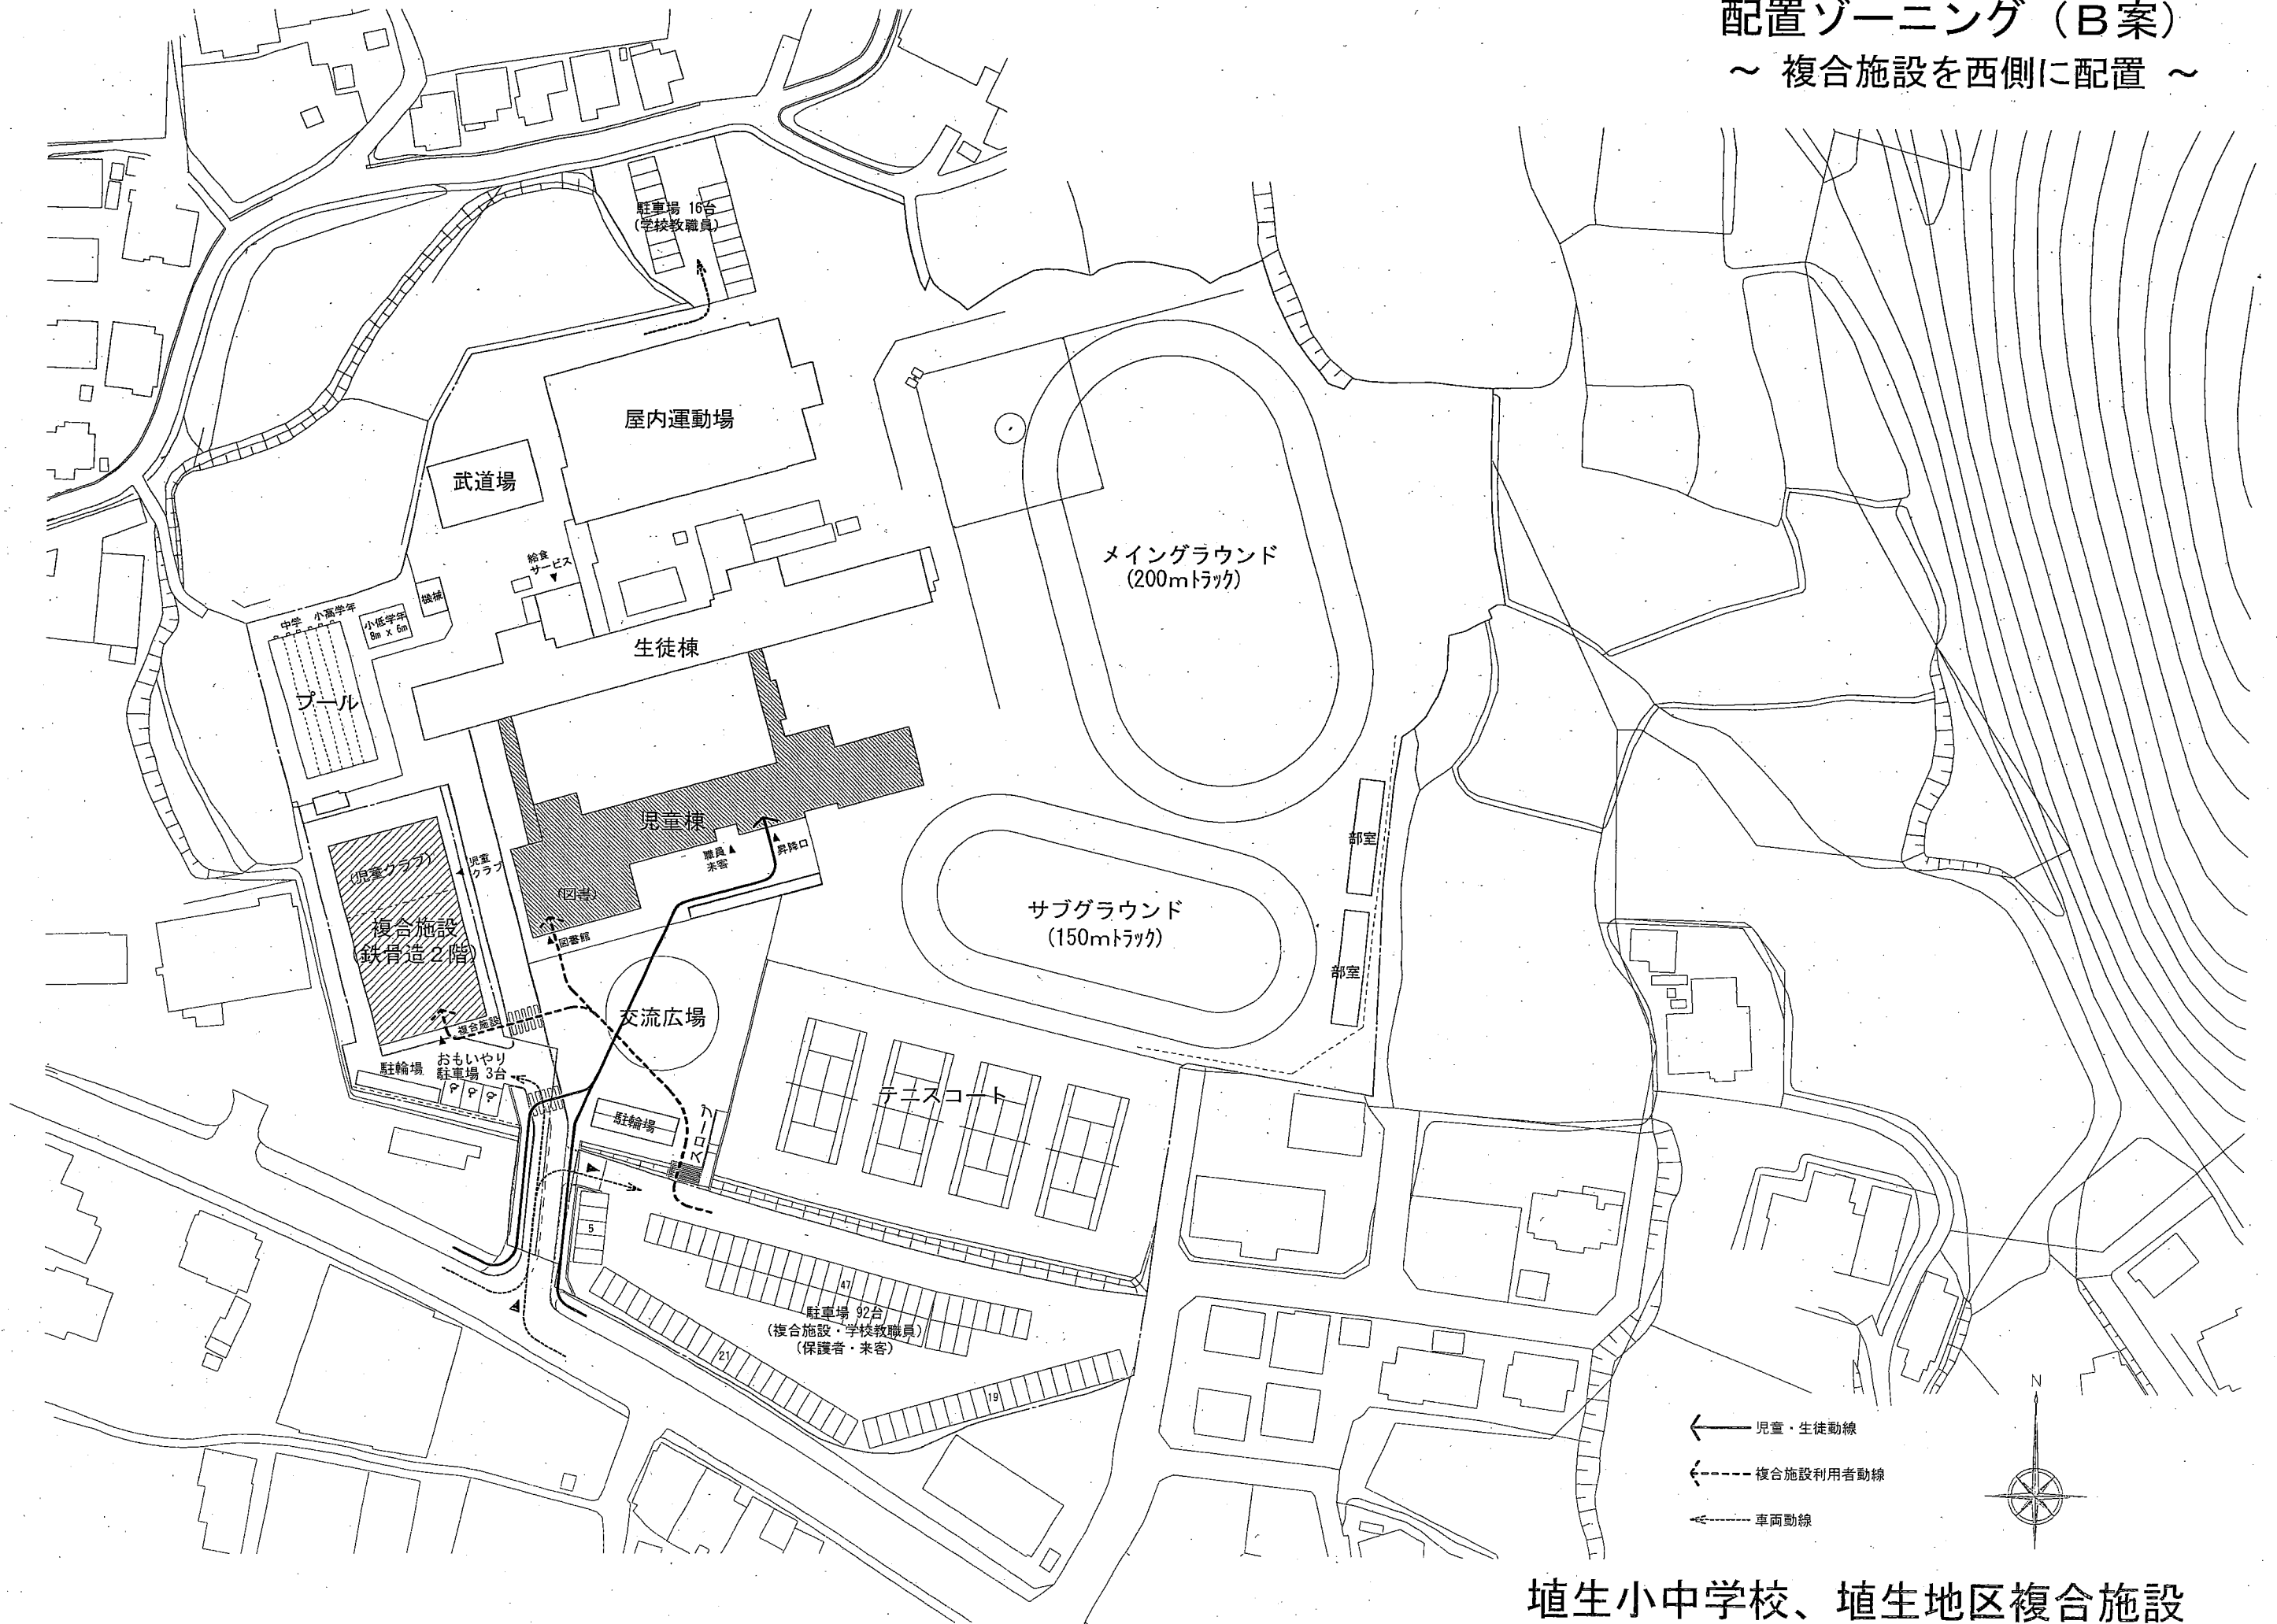 配置ゾーニング（Ｂ案）
～ 複合施設を西側に配置 ～
駐車場 16台
(学校教職員)
屋内運動場
武道場
給食
サービス
機械
中学 小高学年
小低学年
8m x 6m
プール
生徒棟
メイングラウンド
(200mﾄﾗｯｸ)
児童棟
職員
来客
昇降口
(図書)
図書館
児童
クラブ
(児童クラブ)
複合施設
(鉄骨造２階)
複合施設
サブグラウンド
(150mﾄﾗｯｸ)
部室
部室
交流広場
駐輪場
おもいやり
駐車場 3台
駐輪場
スロープ
テニスコート
5
47
駐車場 92台
(複合施設・学校教職員)
(保護者・来客)
21
19
N
児童・生徒動線
複合施設利用者動線
車両動線
埴生小中学校、埴生地区複合施設